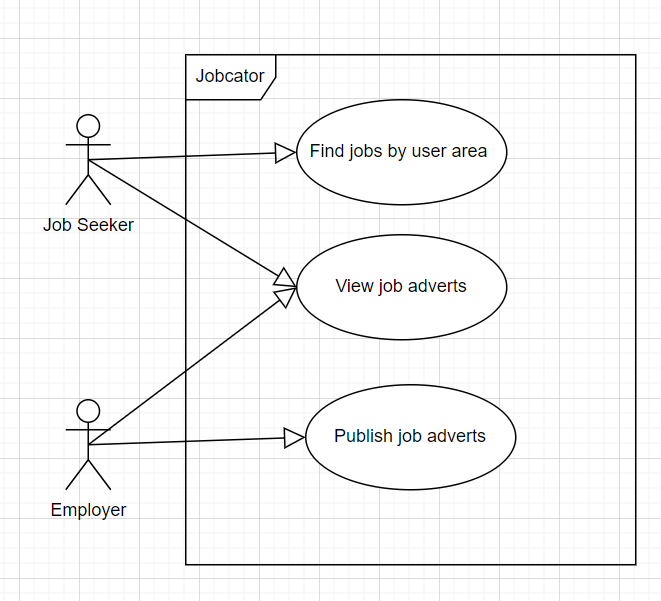 Jobcator
Find jobs by user area
Job Seeker
View job adverts
Publish job adverts
Employer